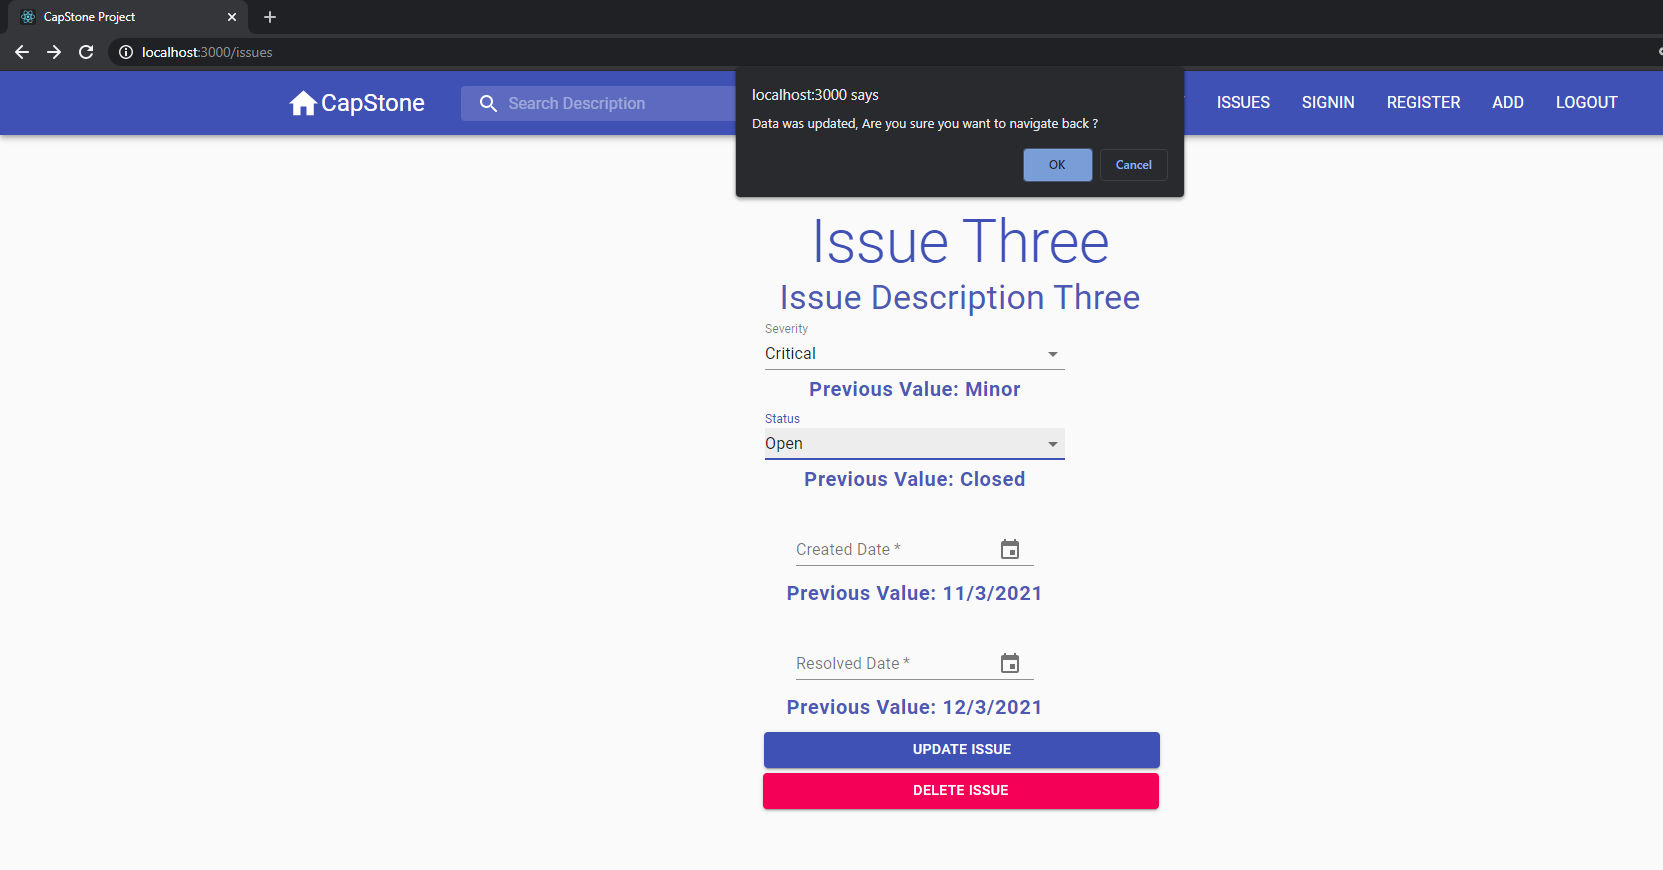 CapStone Project
localhost:3000/issues
CapStone
Search Description
ISSUES
SIGNIN
REGISTER
ADD
LOGOUT
localhost:3000 says
Data was updated, Are you sure you want to navigate back ?
OK
Cancel
Issue Three
Issue Description Three
Severity
Critical
Previous Value: Minor
Status
Open
Previous Value: Closed
Created Date *
Previous Value: 11/3/2021
Resolved Date *
Previous Value: 12/3/2021
UPDATE ISSUE
DELETE ISSUE